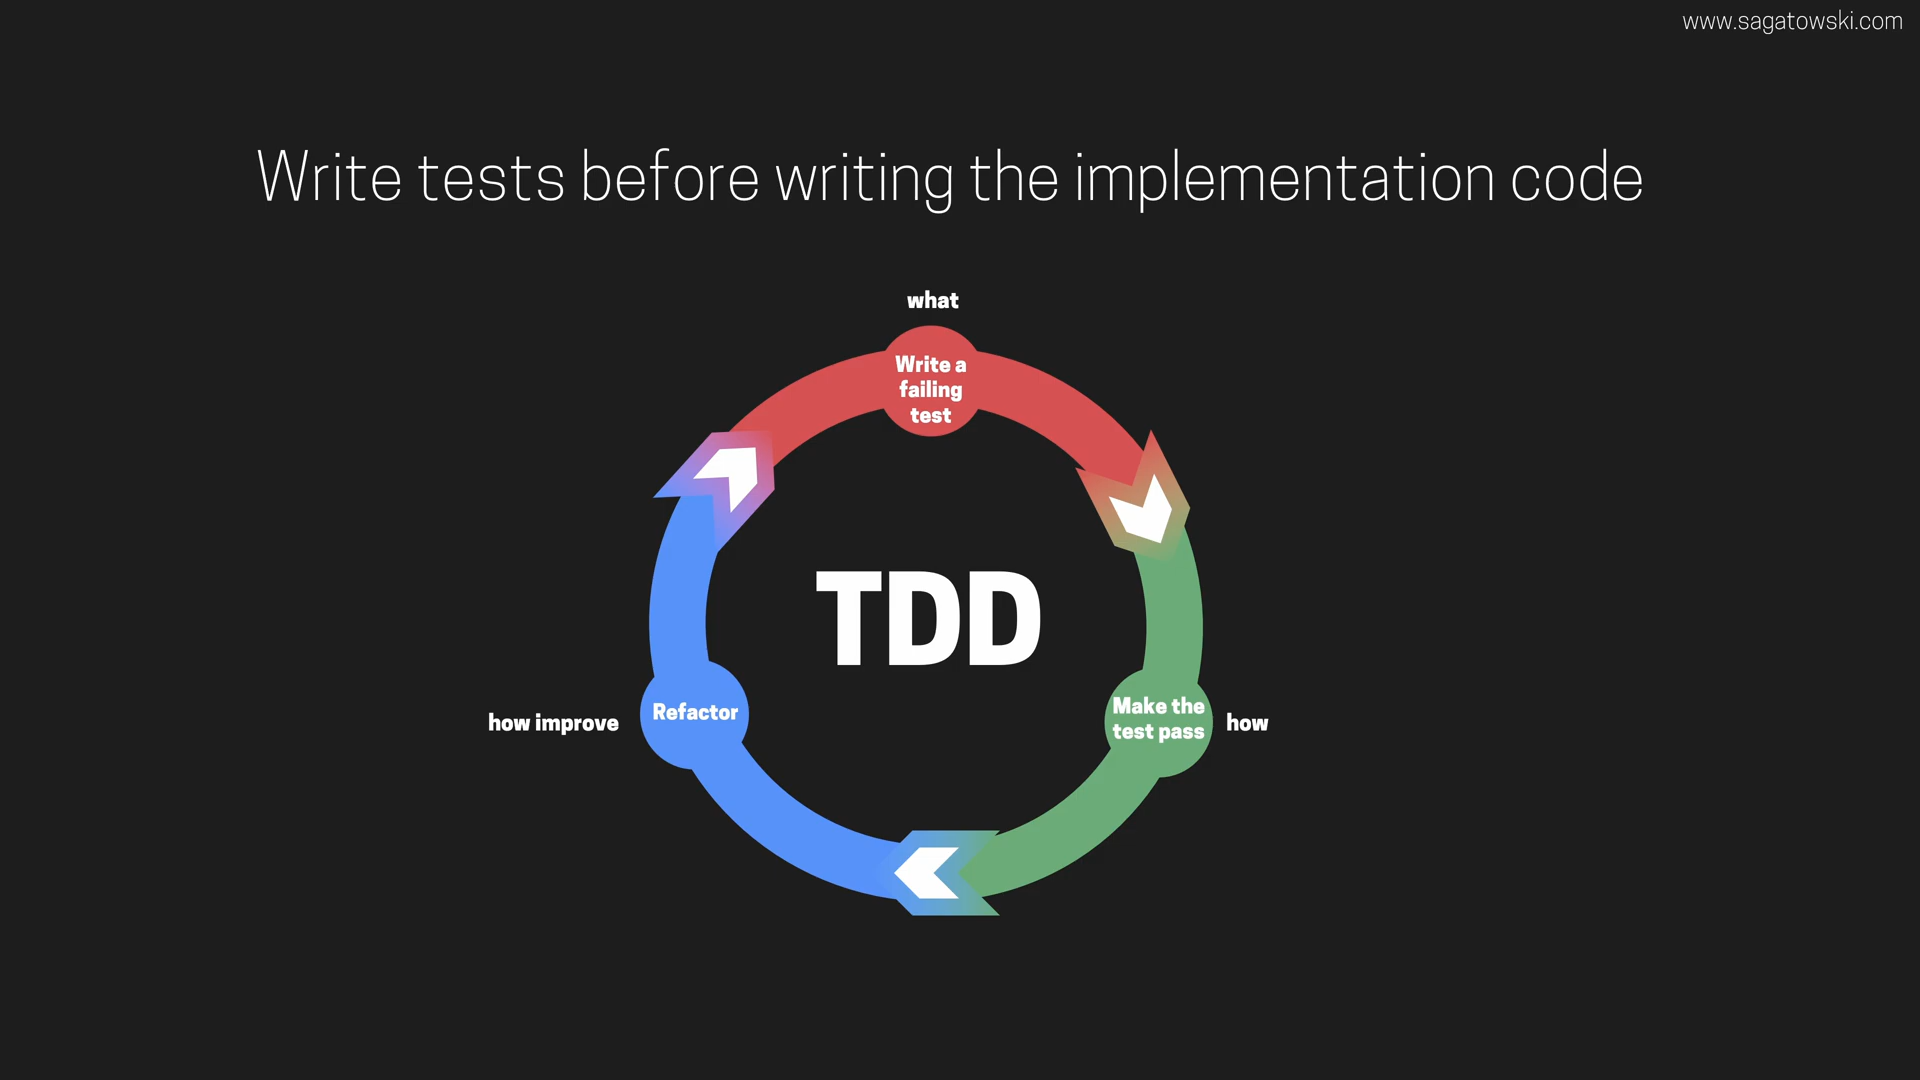 www.sagatowski.com
Write tests before writing the implementation code
what
Write a
failing
test
TDD
how improve
Refactor
Make the
test pass
how